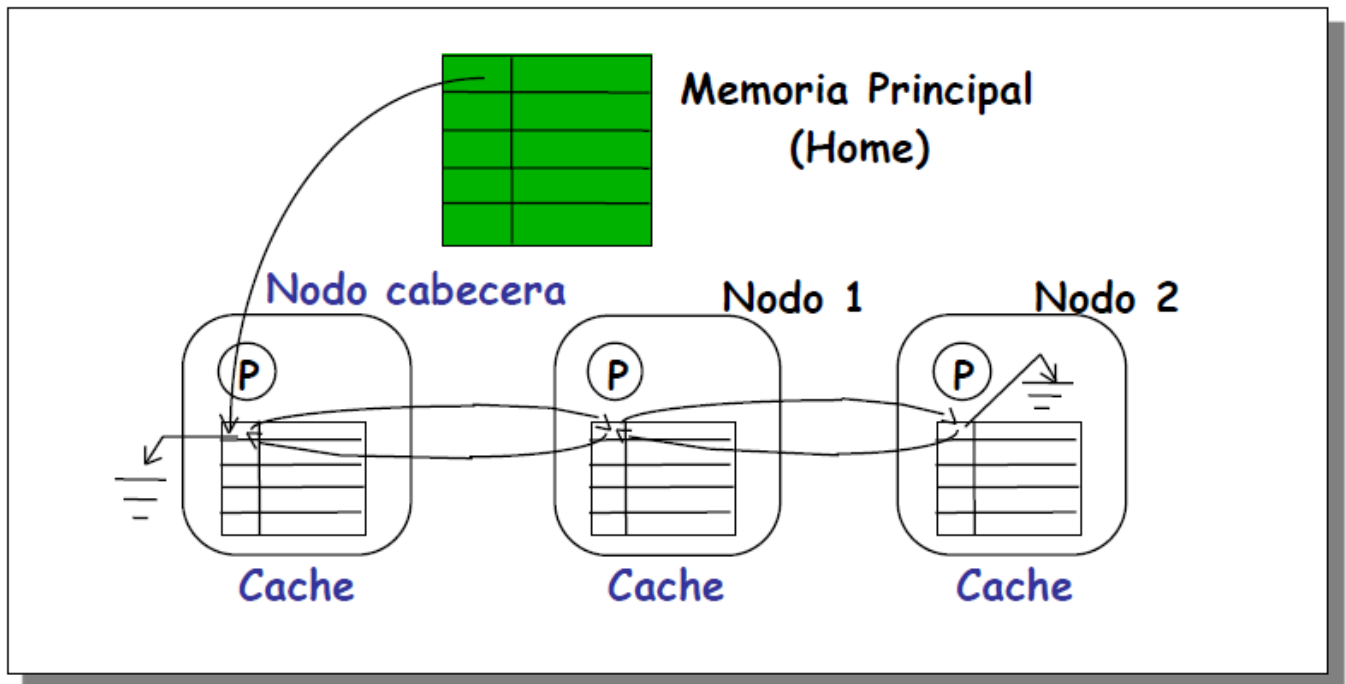 Memoria Principal
(Home)
Nodo cabecera
Nodo 1
Nodo 2
P
P
P
Cache
Cache
Cache